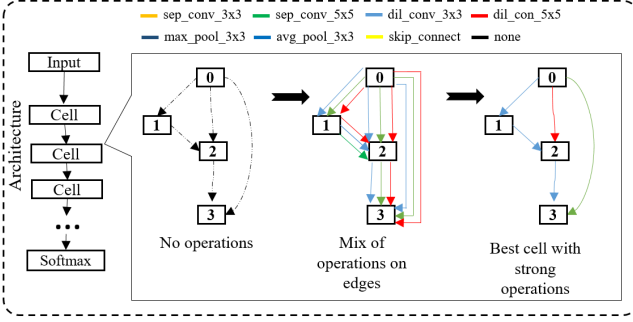 sep_conv_3x3 sep_conv_5x5 dil_conv_3x3 dil_con_5x5
max_pool_3x3 avg_pool_3x3 skip_connect none
Architecture
Input
Cell
Cell
Cell
...
Softmax
0
1
2
3
No operations
0
1
2
3
Mix of
operations on
edges
0
1
2
3
Best cell with
strong
operations